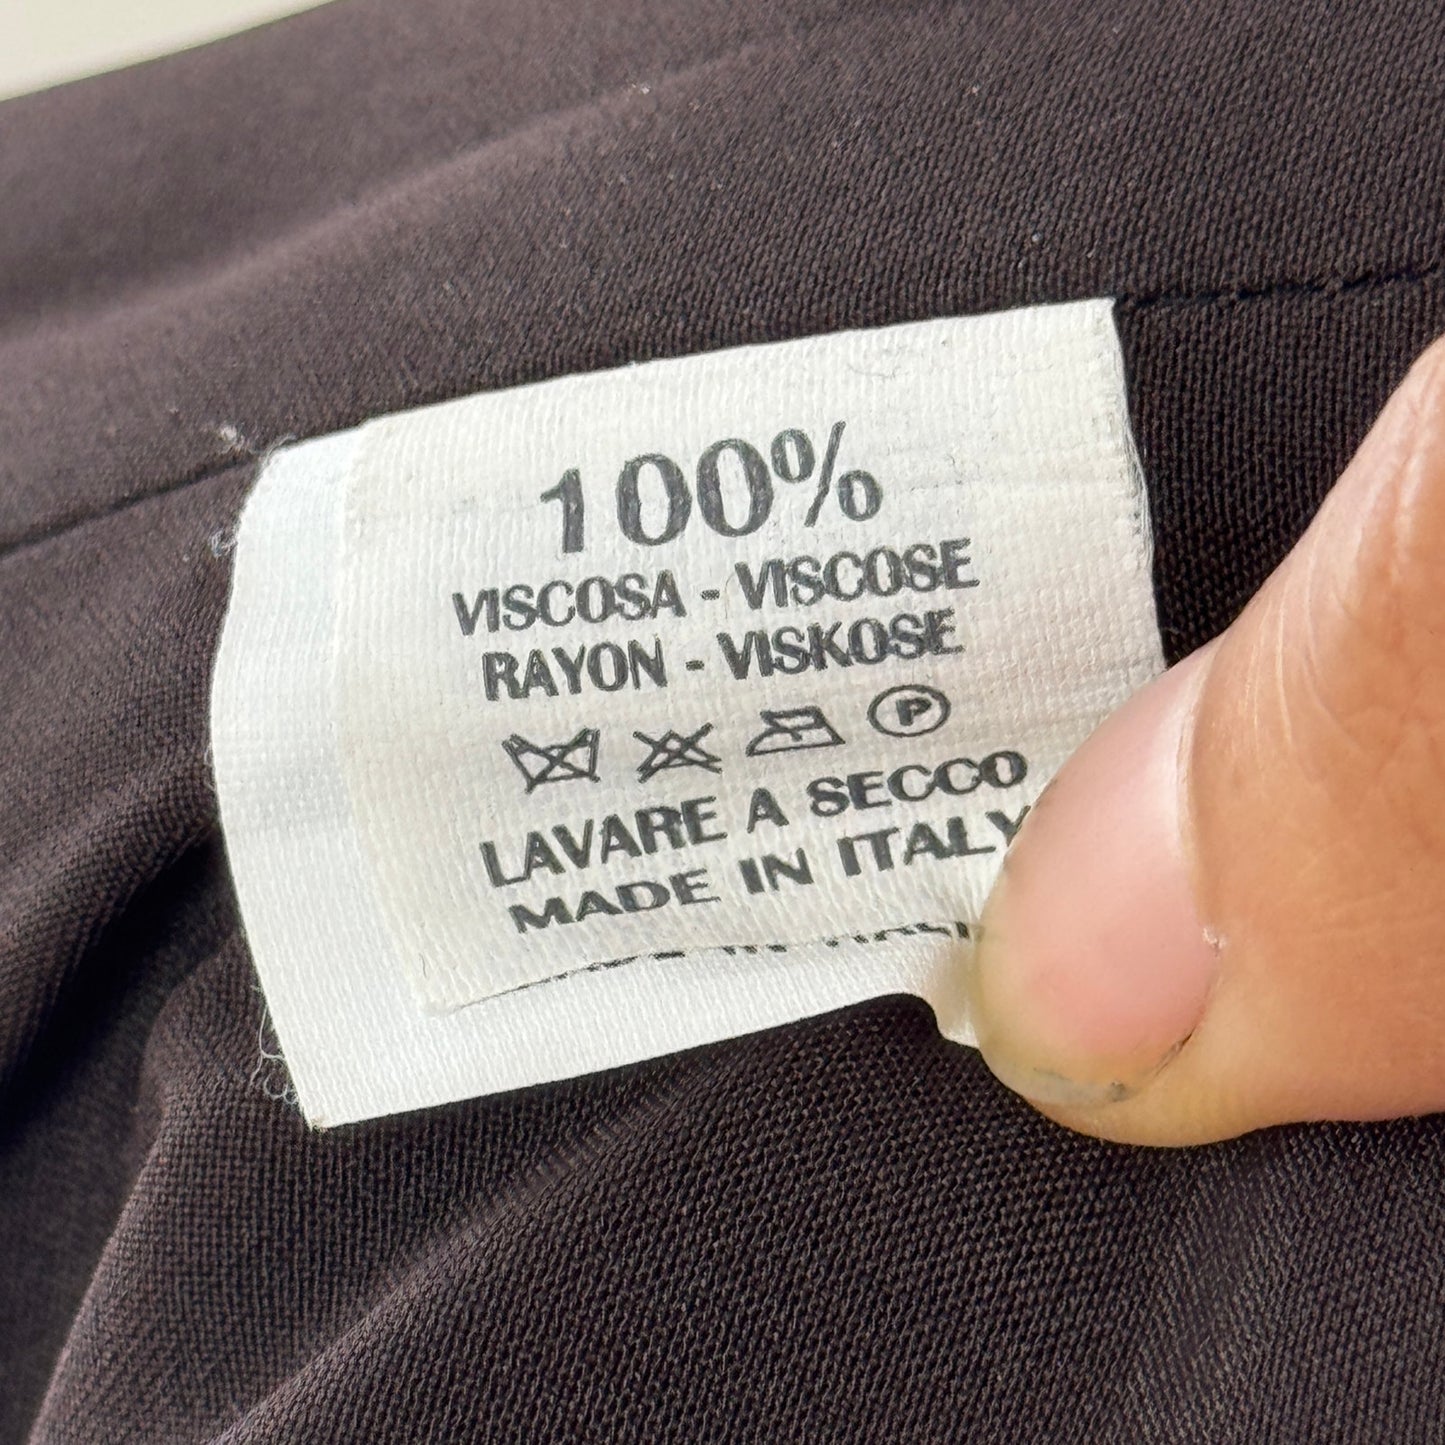 100%
VISCOSA - VISCOSE
RAYON - VISKOSE
P
LAVARE A SECCO
MADE IN ITALY